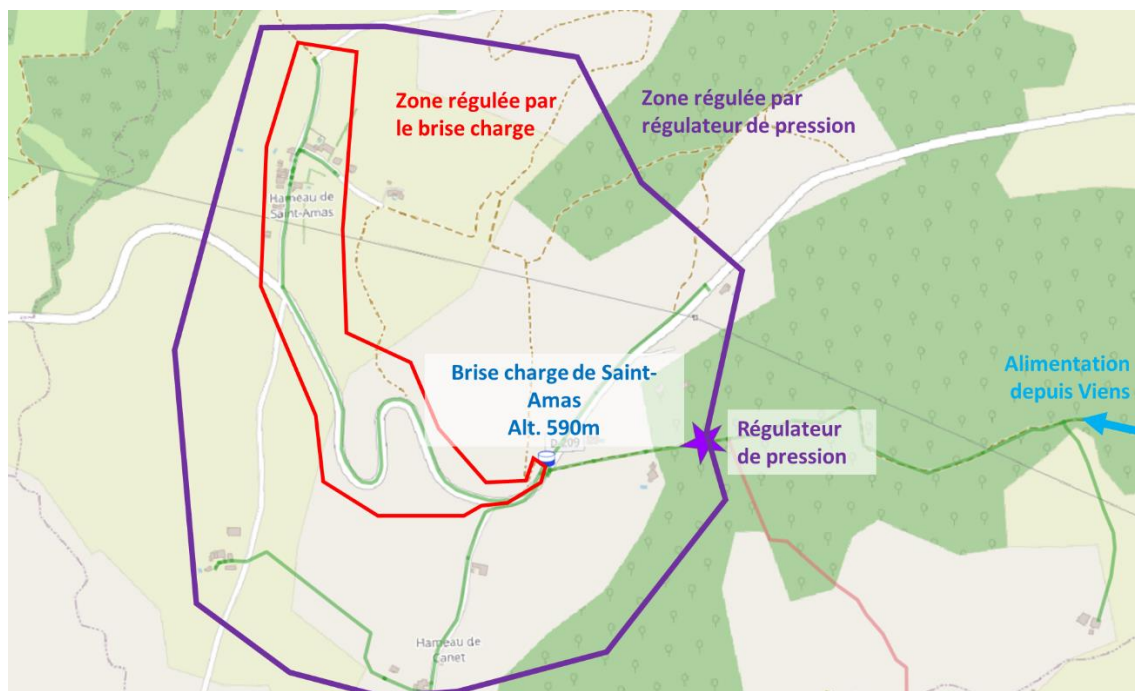 Zone régulée par
le brise charge
Zone régulée par
régulateur de pression
Hameau de
Saint-Amas
Brise charge de Saint-
Amas
Alt. 590m
D 209
Alimentation
depuis Viens
Régulateur
de pression
Hameau de
Canet